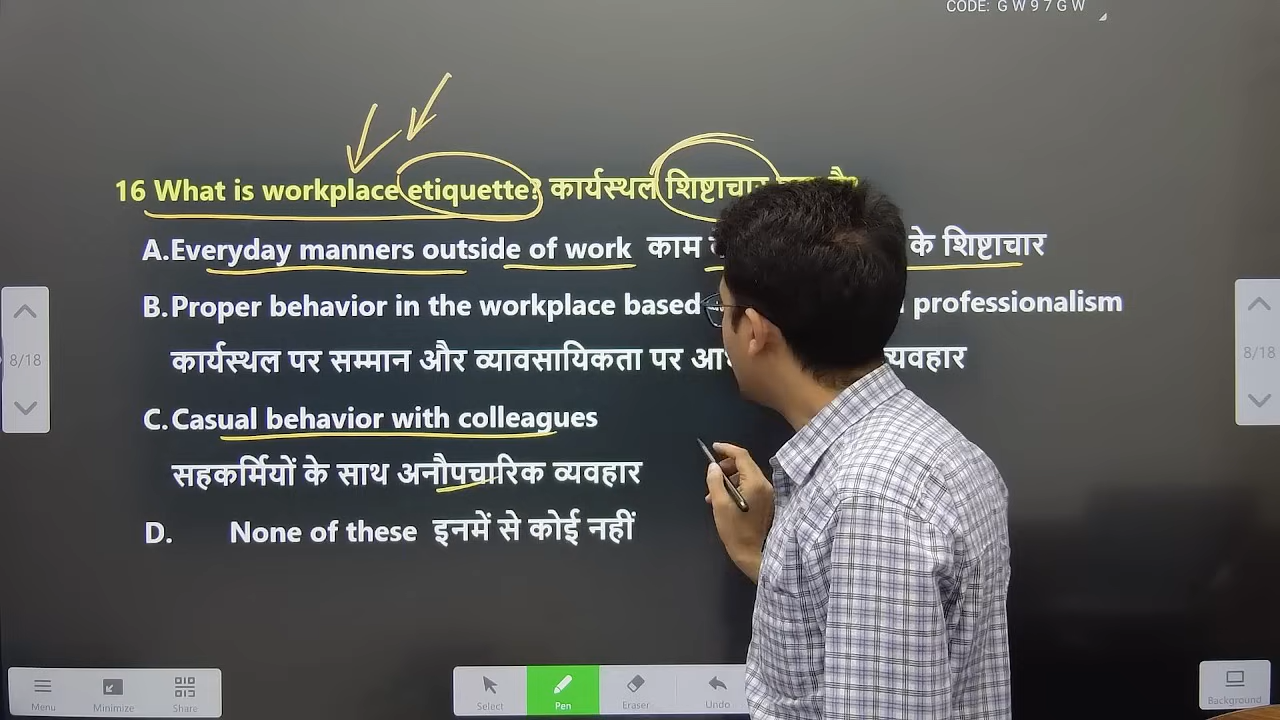 CODE: G W 9 7 G W
16 What is workplace etiquette? कार्यस्थल शिष्टाचार
A.Everyday manners outside of work काम के शिष्टाचार
B.Proper behavior in the workplace based professionalism
8/18
8/18
कार्यस्थल पर सम्मान और व्यावसायिकता पर व्यवहार
C.Casual behavior with colleagues
सहकर्मियों के साथ अनौपचारिक व्यवहार
D. None of these इनमें से कोई नहीं
Menu Minimize Share Select Pen Eraser Undo Background